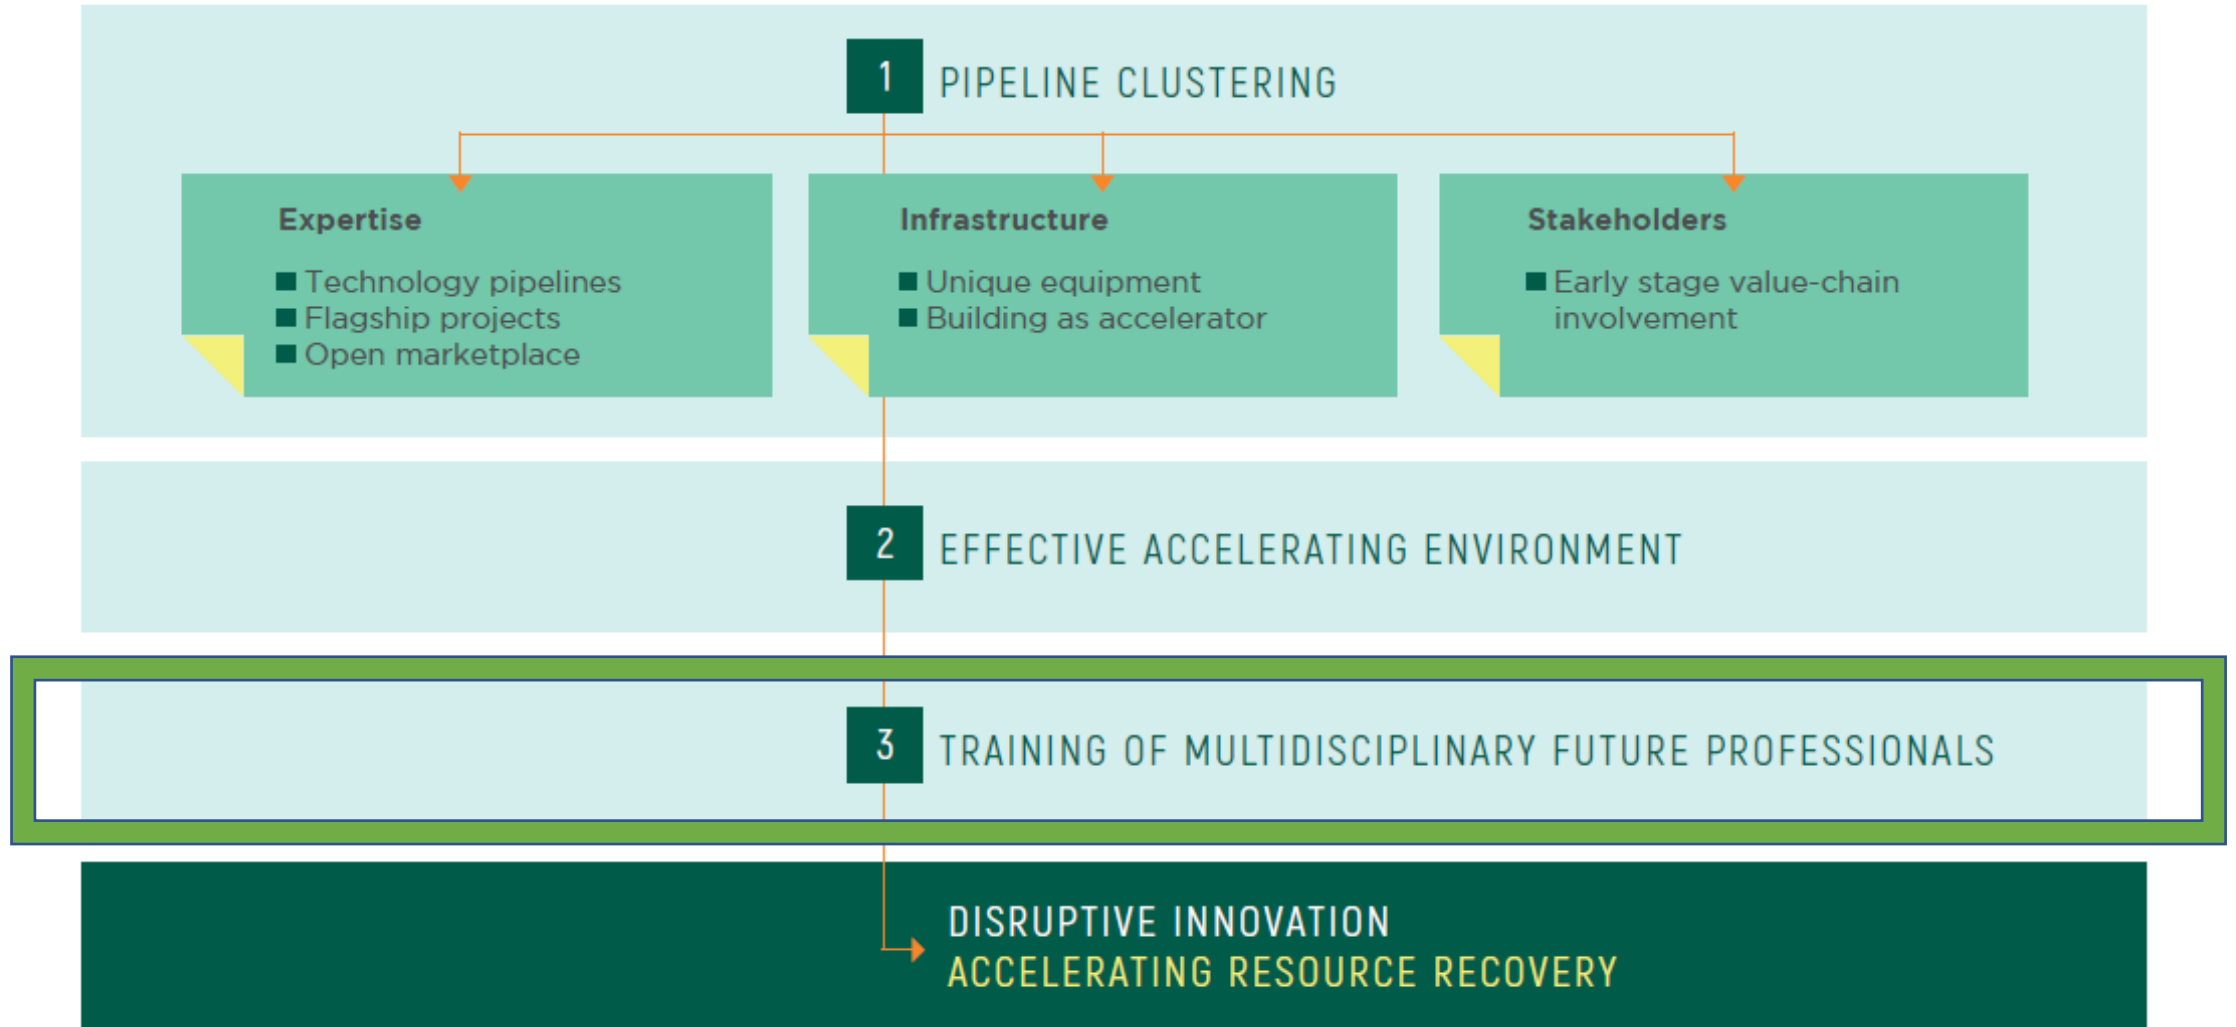 1 PIPELINE CLUSTERING
Expertise
Technology pipelines
Flagship projects
Open marketplace
Infrastructure
Unique equipment
Building as accelerator
Stakeholders
Early stage value-chain
involvement
2 EFFECTIVE ACCELERATING ENVIRONMENT
3 TRAINING OF MULTIDISCIPLINARY FUTURE PROFESSIONALS
DISRUPTIVE INNOVATION
ACCELERATING RESOURCE RECOVERY